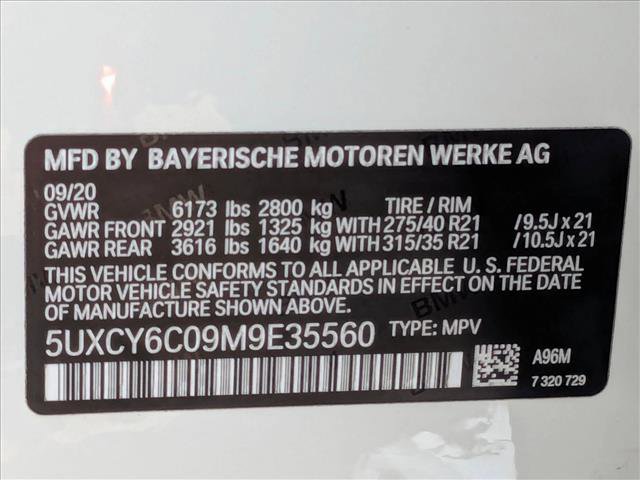 MFD BY BAYERISCHE MOTOREN WERKE AG
09/20
GVWR 6173 lbs 2800 kg TIRE / RIM
GAWR FRONT 2921 lbs 1325 kg WITH 275/40 R21 /9.5J x 21
GAWR REAR 3616 lbs 1640 kg WITH 315/35 R21 /10.5J x 21
THIS VEHICLE CONFORMS TO ALL APPLICABLE U. S. FEDERAL
MOTOR VEHICLE SAFETY STANDARDS IN EFFECT ON THE DATE
OF MANUFACTURE SHOWN ABOVE.
5UXCY6C09M9E35560 TYPE: MPV
A96M
7 320 729